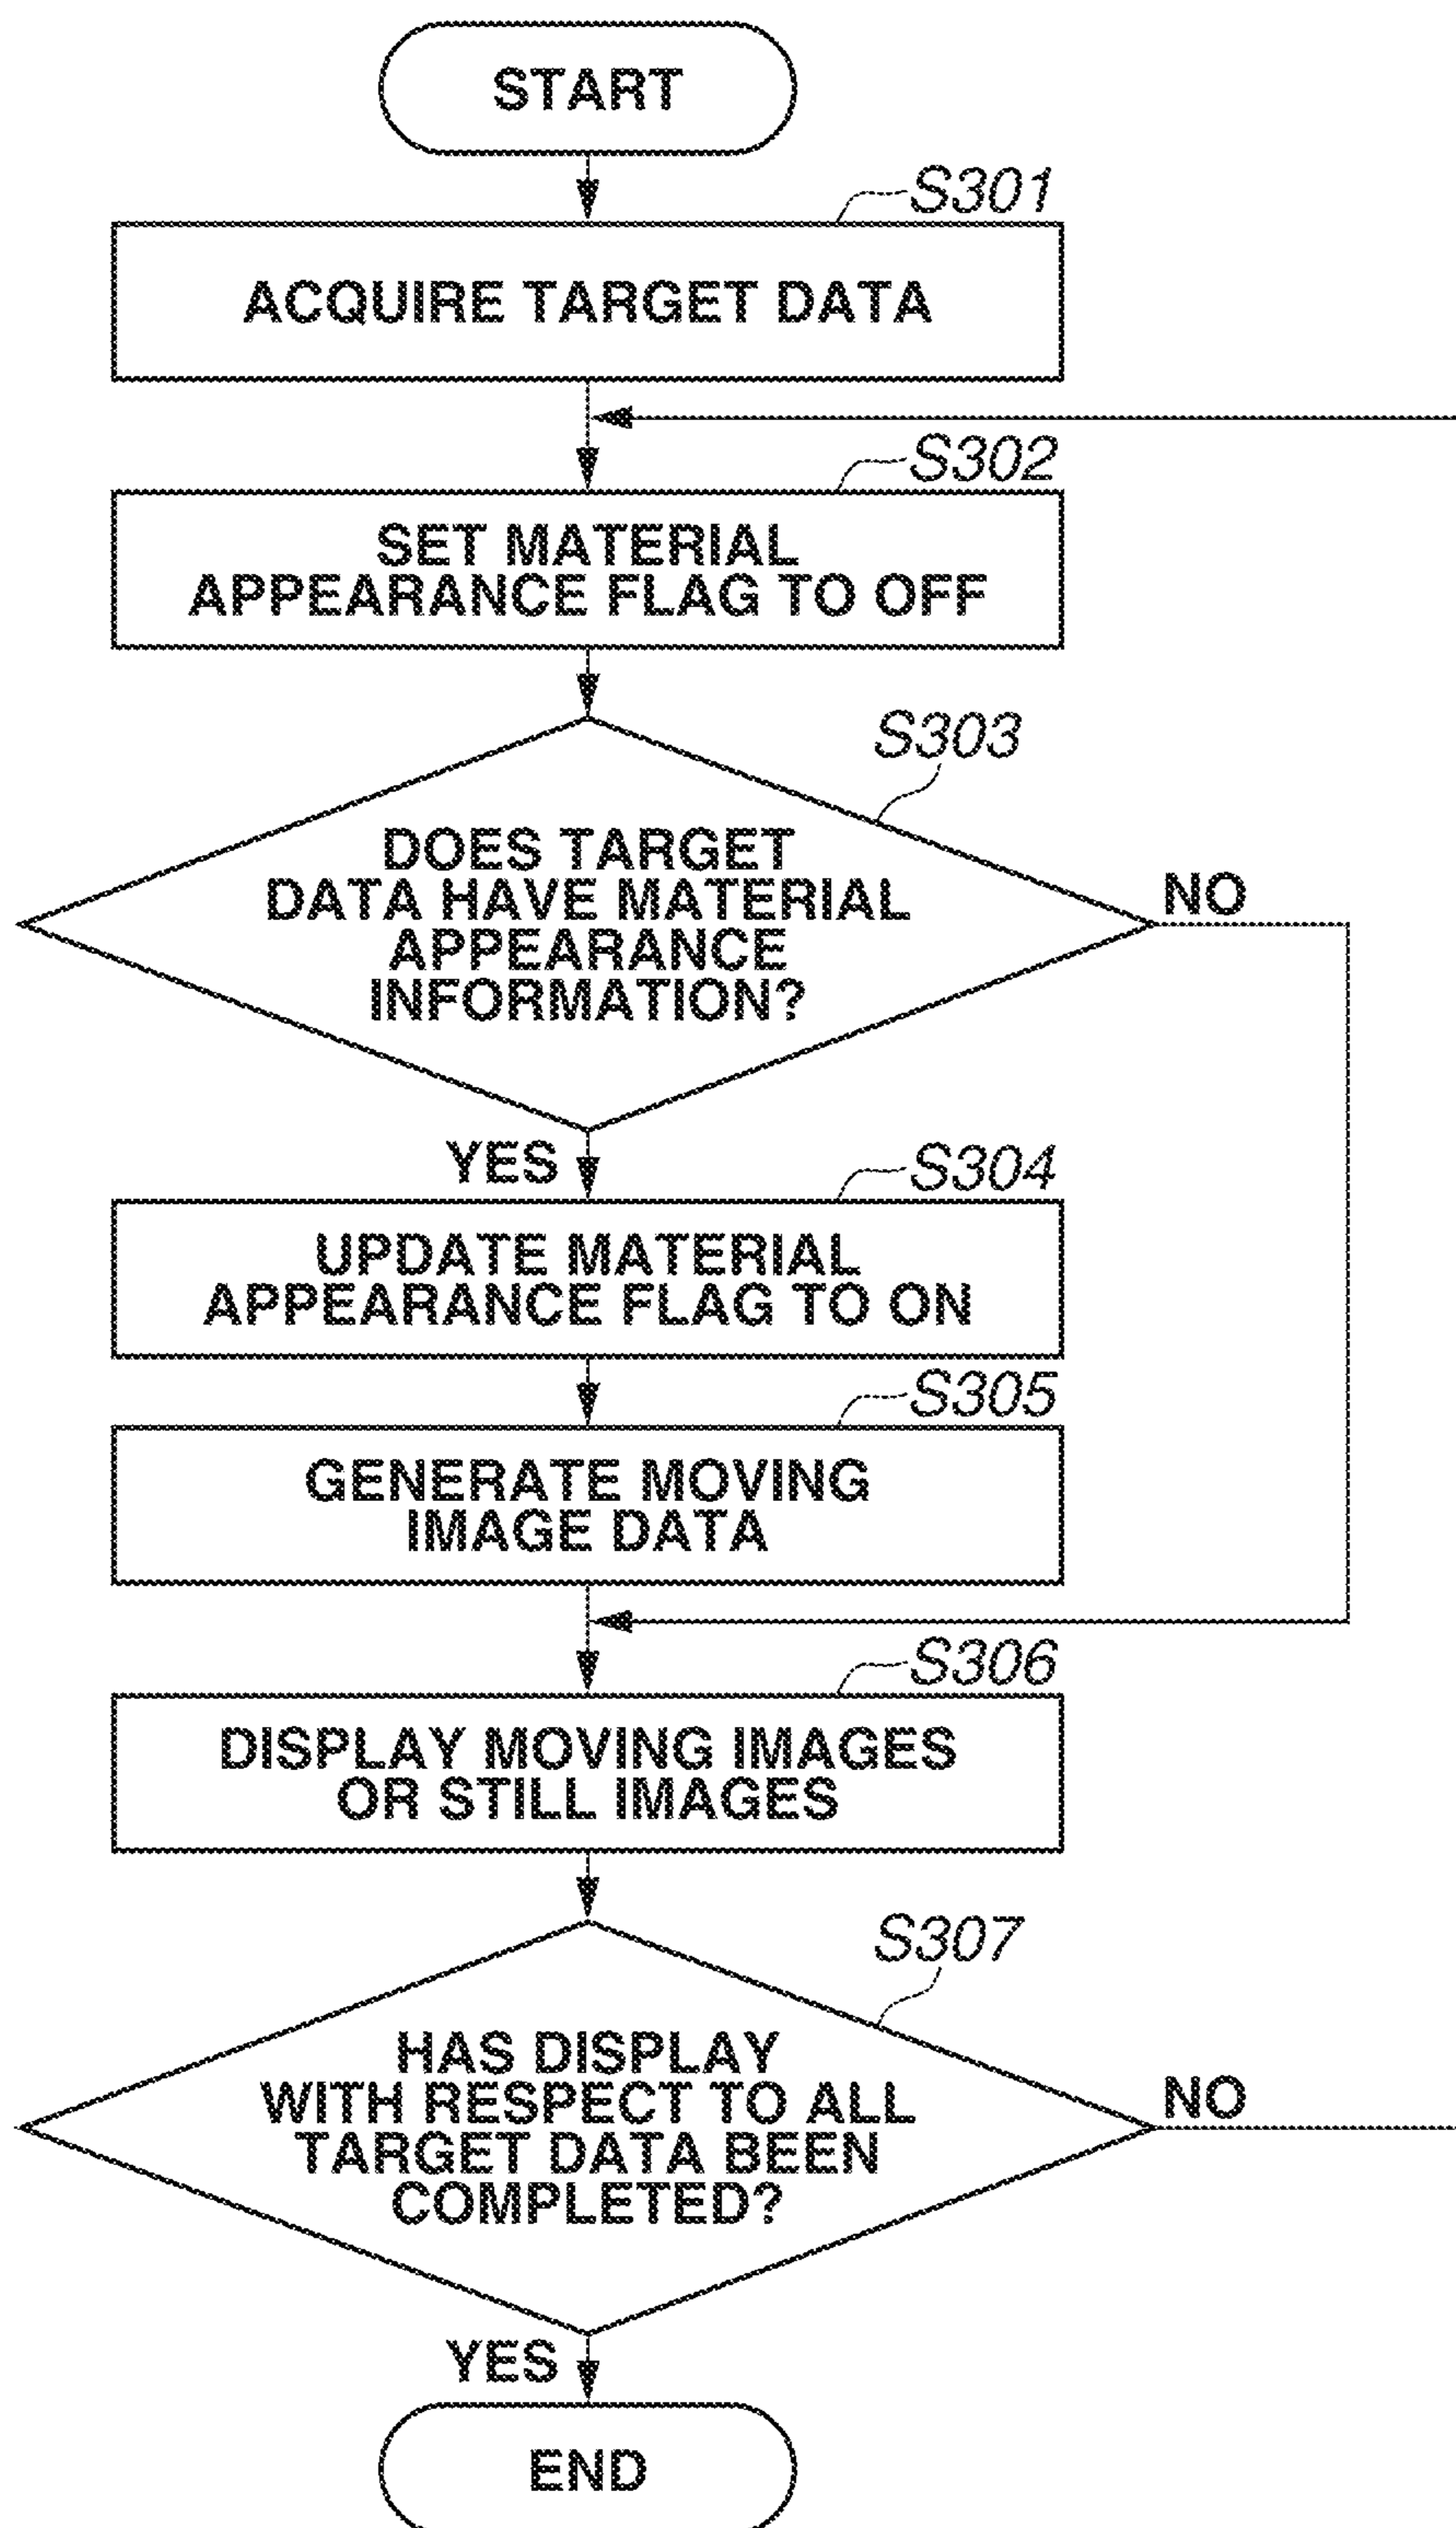 START
S301
ACQUIRE TARGET DATA
S302
SET MATERIAL
APPEARANCE FLAG TO OFF
S303
DOES TARGET
DATA HAVE MATERIAL
APPEARANCE
INFORMATION?
NO
YES
S304
UPDATE MATERIAL
APPEARANCE FLAG TO ON
S305
GENERATE MOVING
IMAGE DATA
S306
DISPLAY MOVING IMAGES
OR STILL IMAGES
S307
HAS DISPLAY
WITH RESPECT TO ALL
TARGET DATA BEEN
COMPLETED?
NO
YES
END